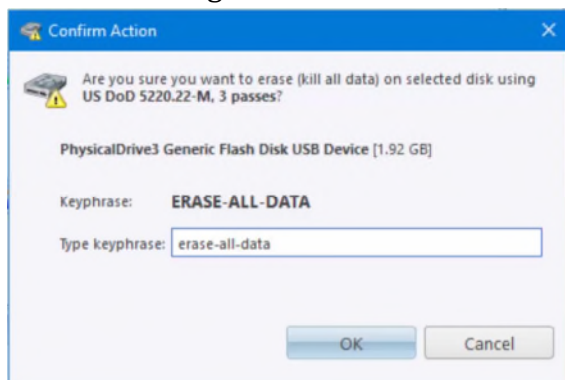 Confirm Action
Are you sure you want to erase (kill all data) on selected disk using
US DoD 5220.22-M, 3 passes?
PhysicalDrive3 Generic Flash Disk USB Device [1.92 GB]
Keyphrase: ERASE-ALL-DATA
Type keyphrase: erase-all-data
OK Cancel